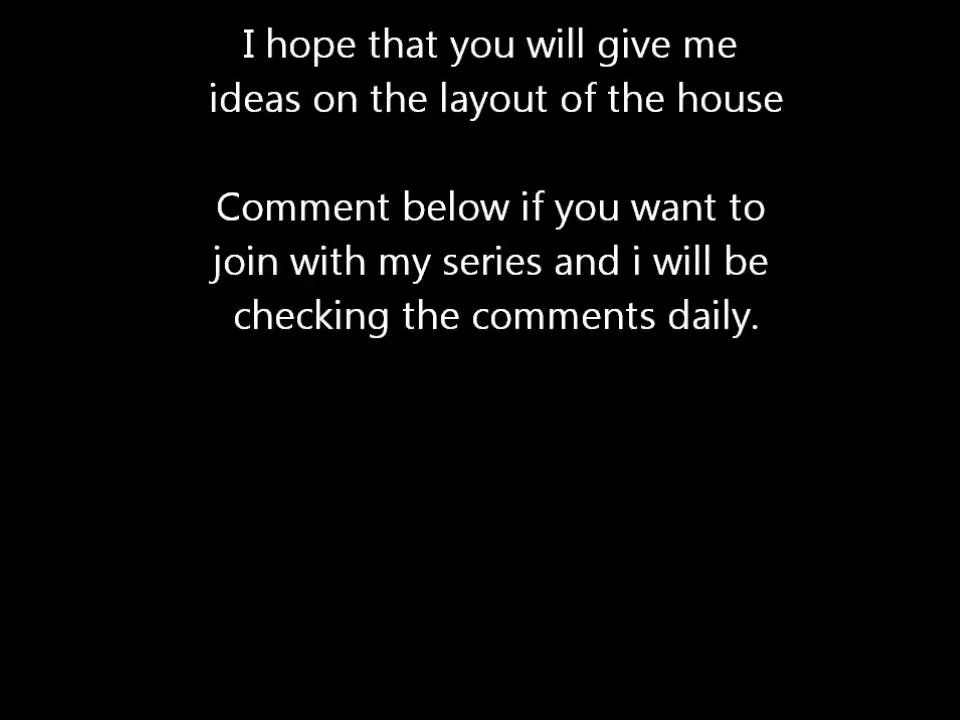 I hope that you will give me
ideas on the layout of the house
Comment below if you want to
join with my series and i will be
checking the comments daily.